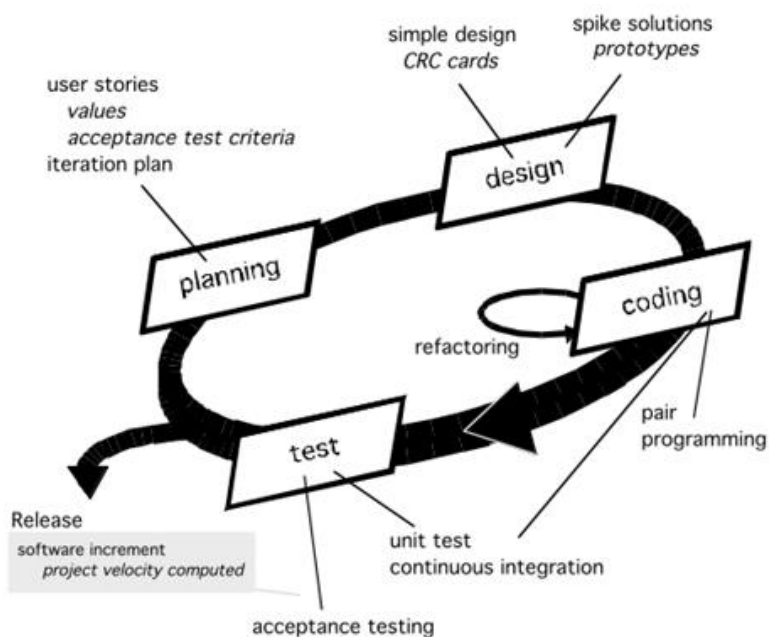 spike solutions
prototypes
simple design
CRC cards
user stories
values
acceptance test criteria
iteration plan
design
planning
coding
refactoring
pair
programming
test
unit test
continuous integration
acceptance testing
Release
software increment
project velocity computed